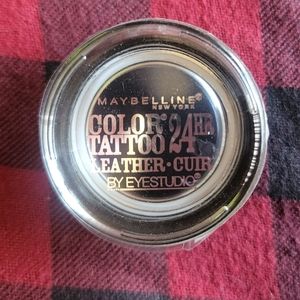 MAYBELLINE®
NEW YORK
COLOR®
TATTOO
24HR
LEATHER • CUIR
BY EYESTUDIO®